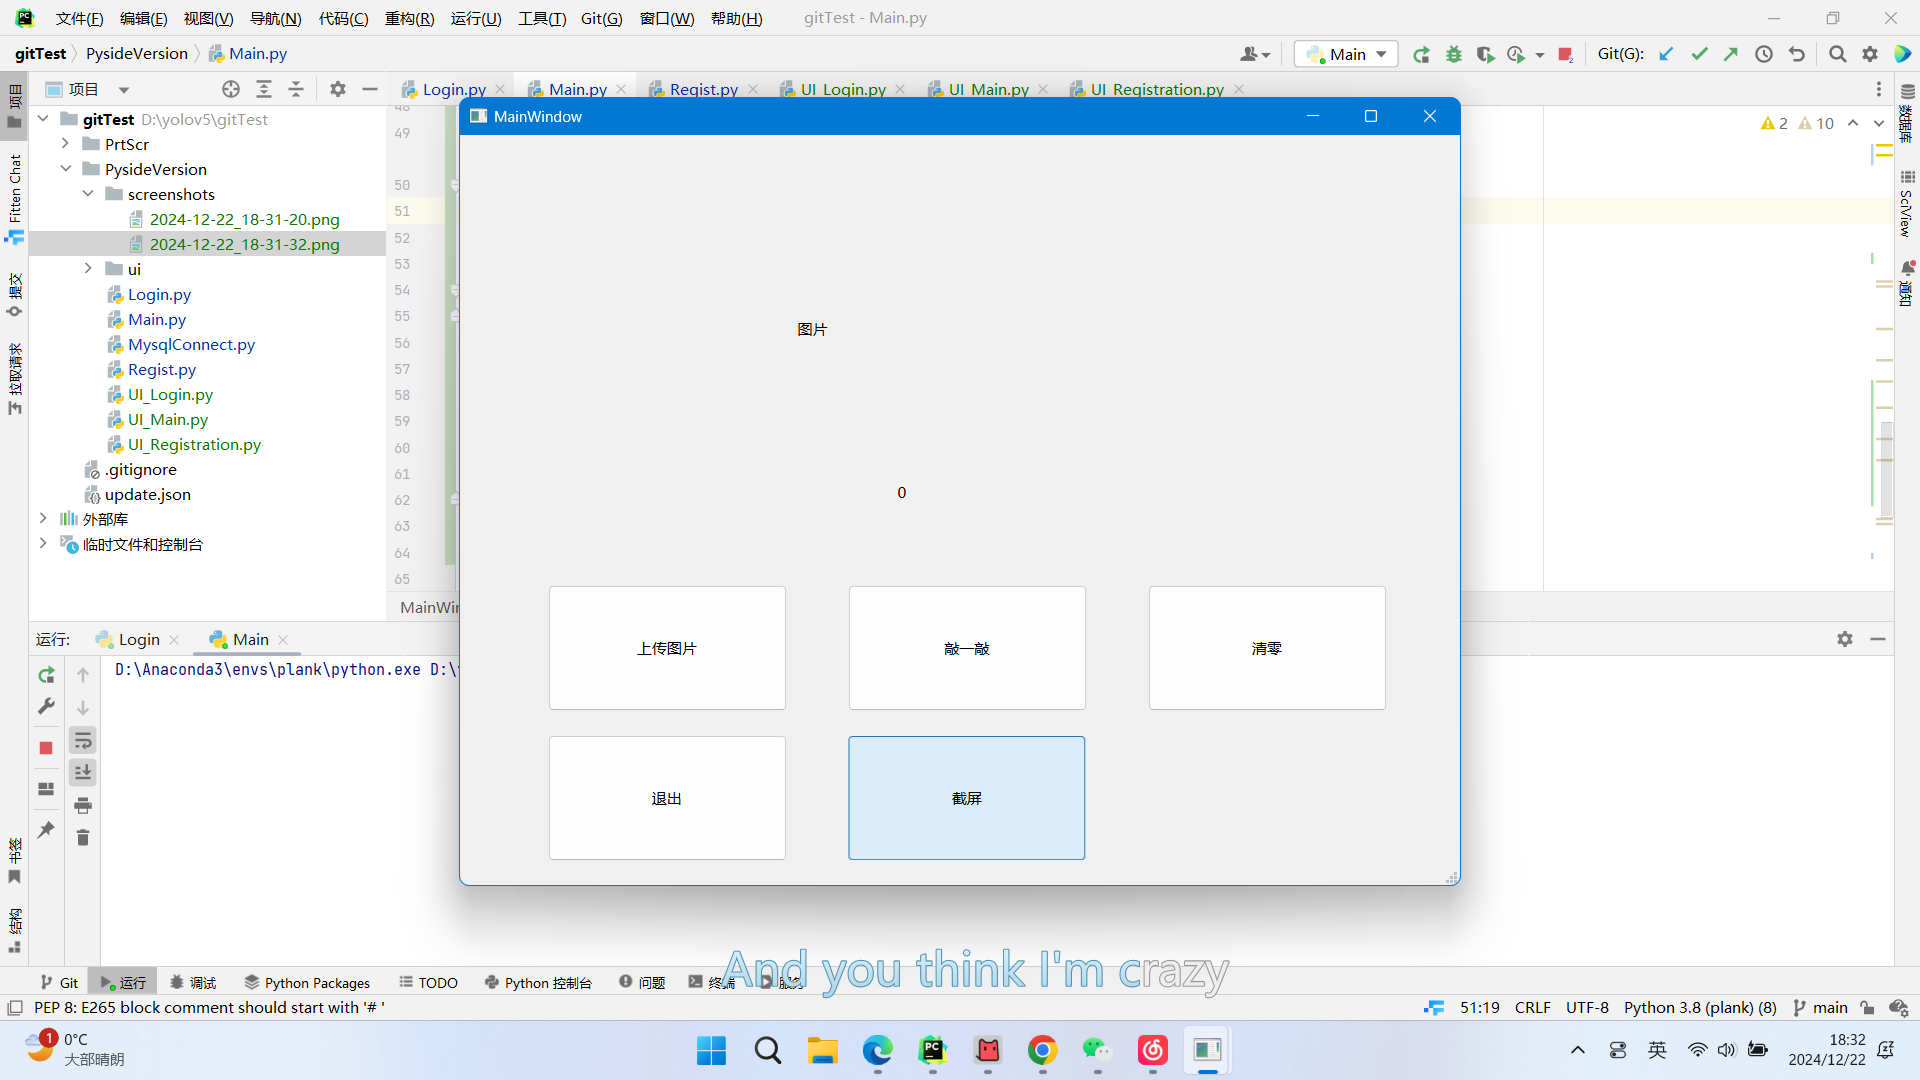 文件(F) 编辑(E) 视图(V) 导航(N) 代码(C) 重构(R) 运行(U) 工具(T) Git(G) 窗口(W) 帮助(H) gitTest - Main.py
gitTest PysideVersion Main.py Main Git(G):
项目 Login.py Main.py Regist.py UI_Login.py UI_Main.py UI_Registration.py
gitTest D:\yolov5\gitTest
PrtScr
PysideVersion
screenshots
2024-12-22_18-31-20.png
2024-12-22_18-31-32.png
ui
Login.py
Main.py
MysqlConnect.py
Regist.py
UI_Login.py
UI_Main.py
UI_Registration.py
.gitignore
update.json
外部库
临时文件和控制台
项目
Fitten Chat
提交
拉取请求
书签
结构
48
49
50
51
52
53
54
55
56
57
58
59
60
61
62
63
64
65
2 10
数据库
SciView
通知
MainWindow
图片
0
上传图片 敲一敲 清零
退出 截屏
运行: Login Main
D:\Anaconda3\envs\plank\python.exe D:\
And you think I'm crazy
Git 运行 调试 Python Packages TODO Python 控制台 问题 终端 服务
PEP 8: E265 block comment should start with '# ' 51:19 CRLF UTF-8 Python 3.8 (plank) (8) main
1 0°C
大部晴朗
英
18:32
2024/12/22